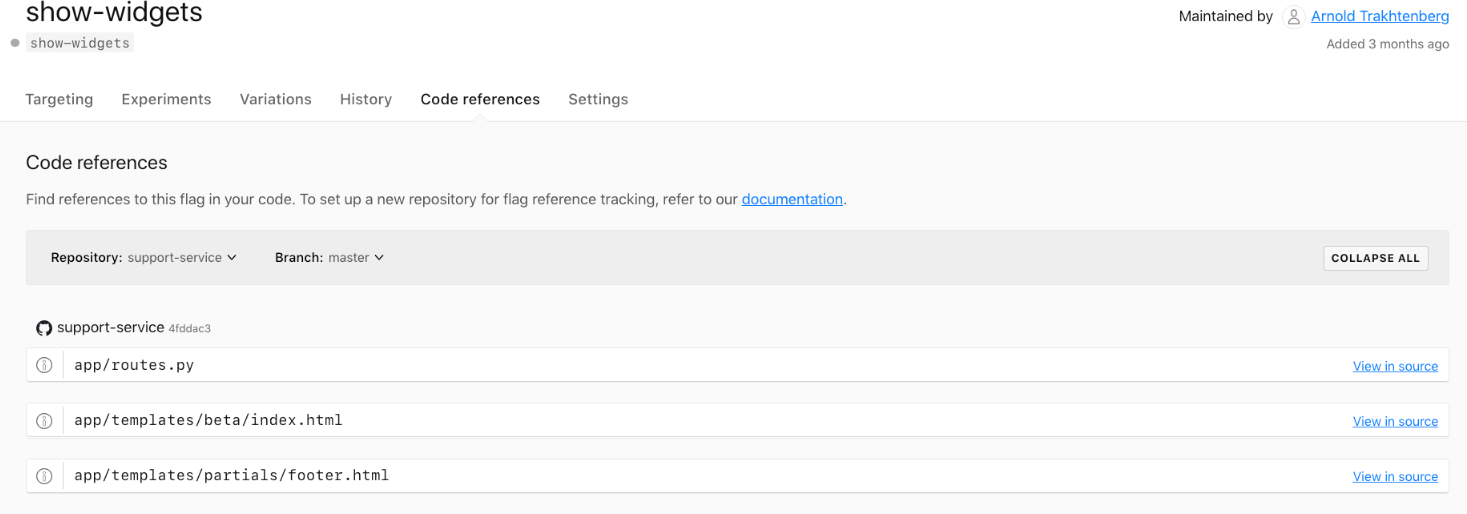 show-widgets
Maintained by Arnold Trakhtenberg
show-widgets
Added 3 months ago
Targeting Experiments Variations History Code references Settings
Code references
Find references to this flag in your code. To set up a new repository for flag reference tracking, refer to our documentation.
Repository: support-service Branch: master COLLAPSE ALL
support-service 4fddac3
app/routes.py View in source
app/templates/beta/index.html View in source
app/templates/partials/footer.html View in source